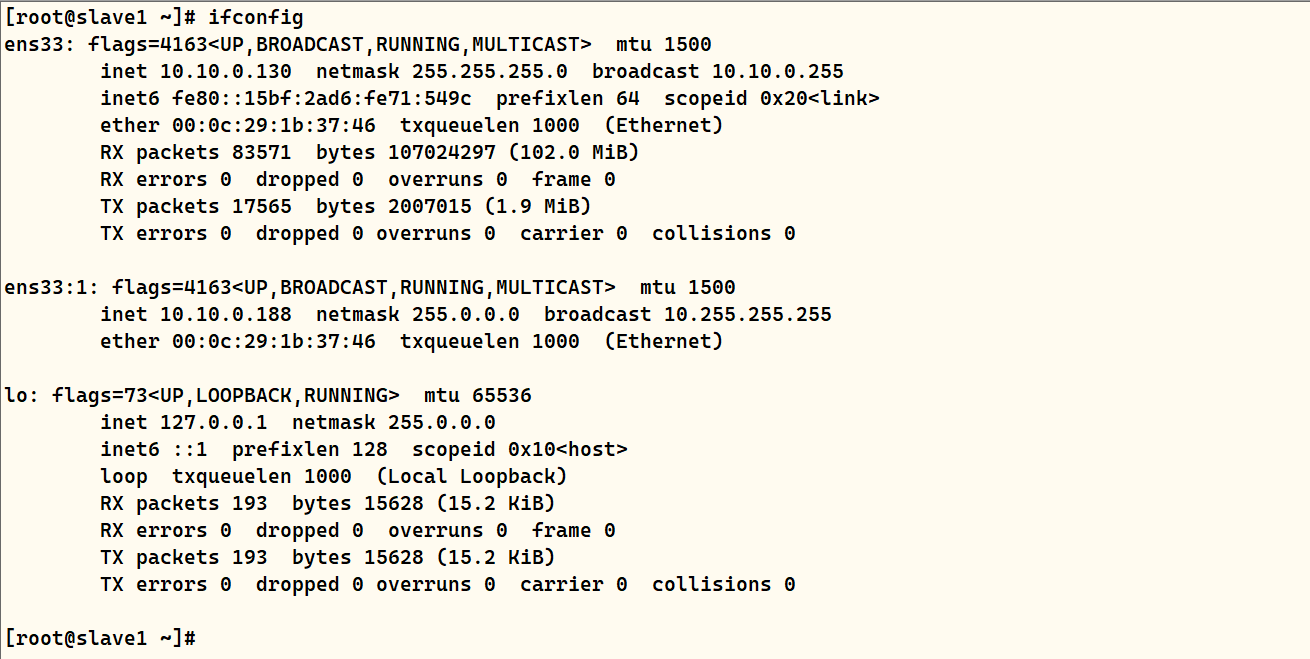 [root@slave1 ~]# ifconfig
ens33: flags=4163<UP,BROADCAST,RUNNING,MULTICAST>  mtu 1500
        inet 10.10.0.130  netmask 255.255.255.0  broadcast 10.10.0.255
        inet6 fe80::15bf:2ad6:fe71:549c  prefixlen 64  scopeid 0x20<link>
        ether 00:0c:29:1b:37:46  txqueuelen 1000  (Ethernet)
        RX packets 83571  bytes 107024297 (102.0 MiB)
        RX errors 0  dropped 0  overruns 0  frame 0
        TX packets 17565  bytes 2007015 (1.9 MiB)
        TX errors 0  dropped 0 overruns 0  carrier 0  collisions 0

ens33:1: flags=4163<UP,BROADCAST,RUNNING,MULTICAST>  mtu 1500
        inet 10.10.0.188  netmask 255.0.0.0  broadcast 10.255.255.255
        ether 00:0c:29:1b:37:46  txqueuelen 1000  (Ethernet)

lo: flags=73<UP,LOOPBACK,RUNNING>  mtu 65536
        inet 127.0.0.1  netmask 255.0.0.0
        inet6 ::1  prefixlen 128  scopeid 0x10<host>
        loop  txqueuelen 1000  (Local Loopback)
        RX packets 193  bytes 15628 (15.2 KiB)
        RX errors 0  dropped 0  overruns 0  frame 0
        TX packets 193  bytes 15628 (15.2 KiB)
        TX errors 0  dropped 0 overruns 0  carrier 0  collisions 0

[root@slave1 ~]#